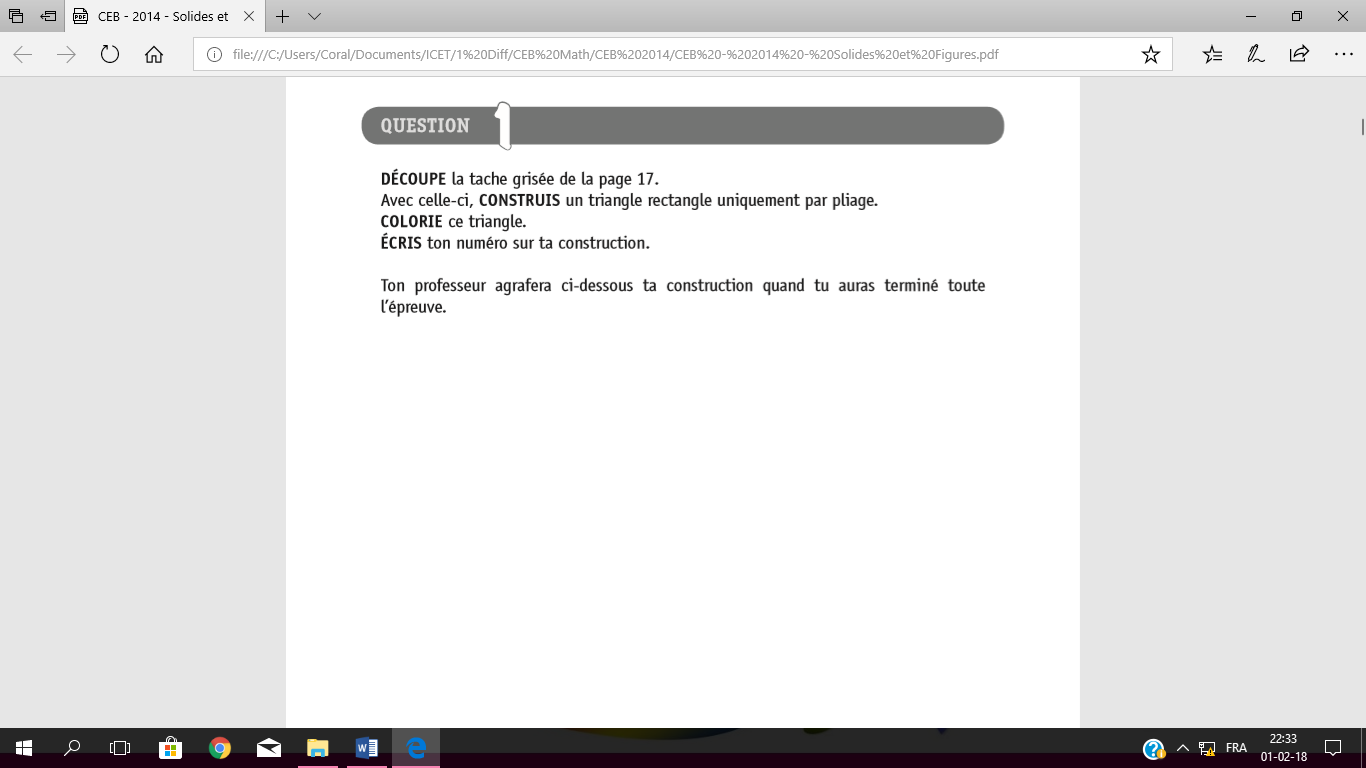 CEB - 2014 - Solides et
file:///C:/Users/Coral/Documents/ICET/1%20Diff/CEB%20Math/CEB%202014/CEB%20-%202014%20-%20Solides%20et%20Figures.pdf
QUESTION 1
DÉCOUPE la tache grisée de la page 17.
Avec celle-ci, CONSTRUIS un triangle rectangle uniquement par pliage.
COLORIE ce triangle.
ÉCRIS ton numéro sur ta construction.
Ton professeur agrafera ci-dessous ta construction quand tu auras terminé toute
l'épreuve.
FRA
22:33
01-02-18